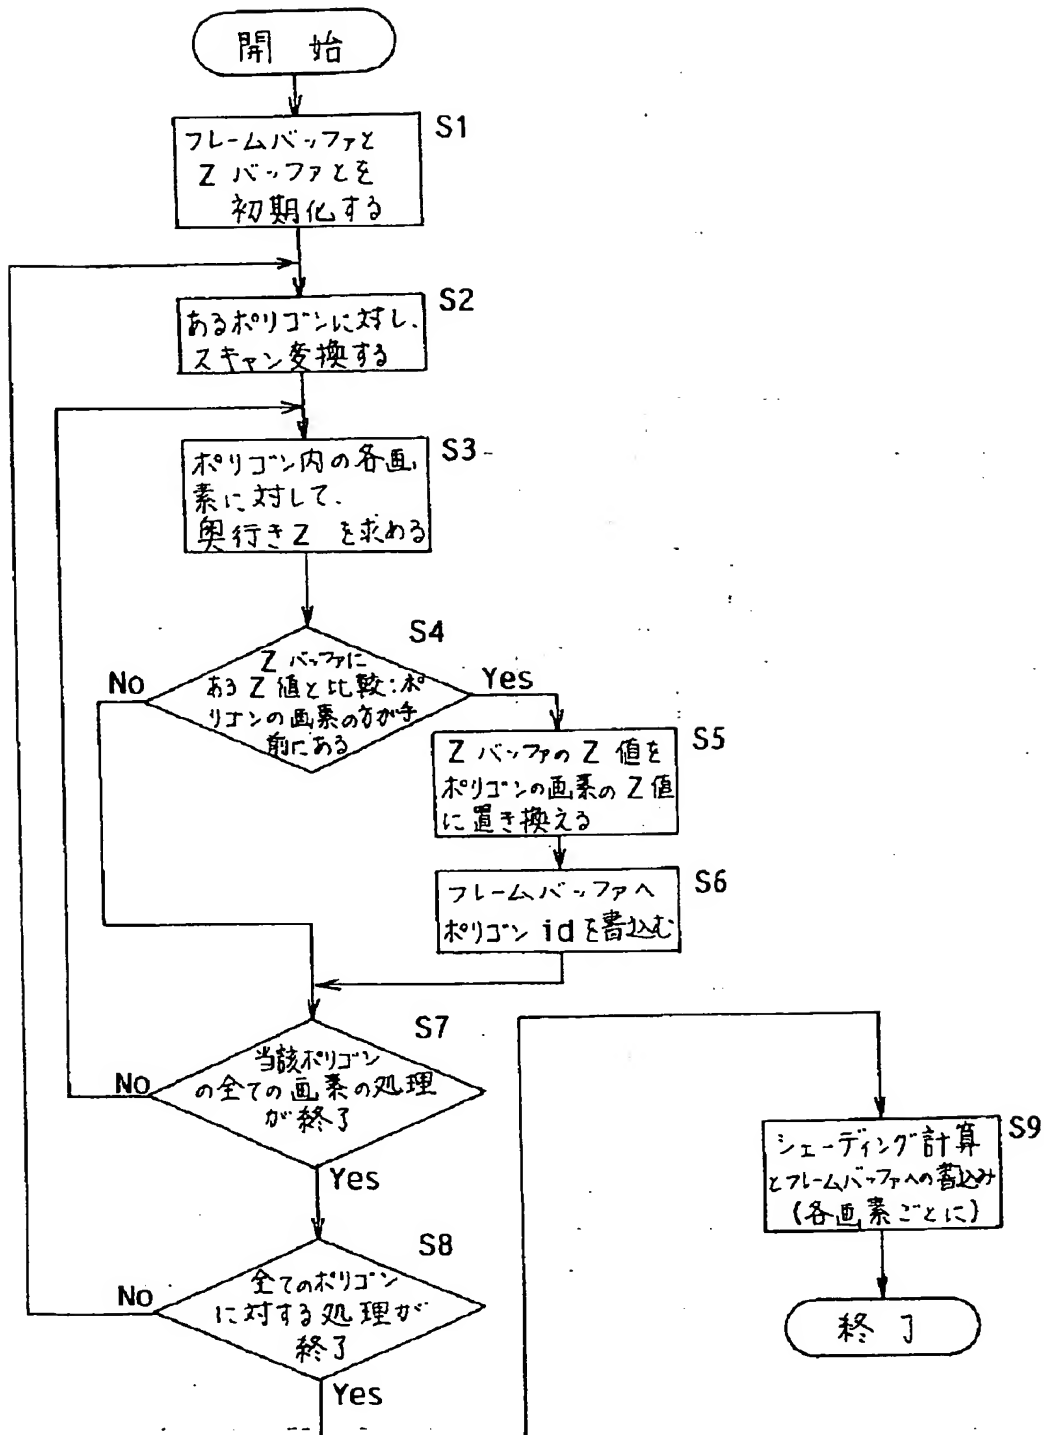 開始
S1
フレームバッファと
Z バッファとを
初期化する
S2
あるポリゴンに対し、
スキャン変換する
S3
ポリゴン内の各画
素に対して、
奥行きZ を求める
S4
Z バッファに
ある Z 値と比較:ポ
リゴンの画素の方が手
前にある
No
Yes
S5
Z バッファの Z 値を
ポリゴンの画素の Z 値
に置き換える
S6
フレームバッファへ
ポリゴン id を書込む
S7
当該ポリゴン
の全ての画素の処理
が終了
No
Yes
S8
全てのポリゴン
に対する処理が
終了
No
Yes
S9
シェーディング計算
とフレームバッファへの書込み
(各画素ごとに)
終了